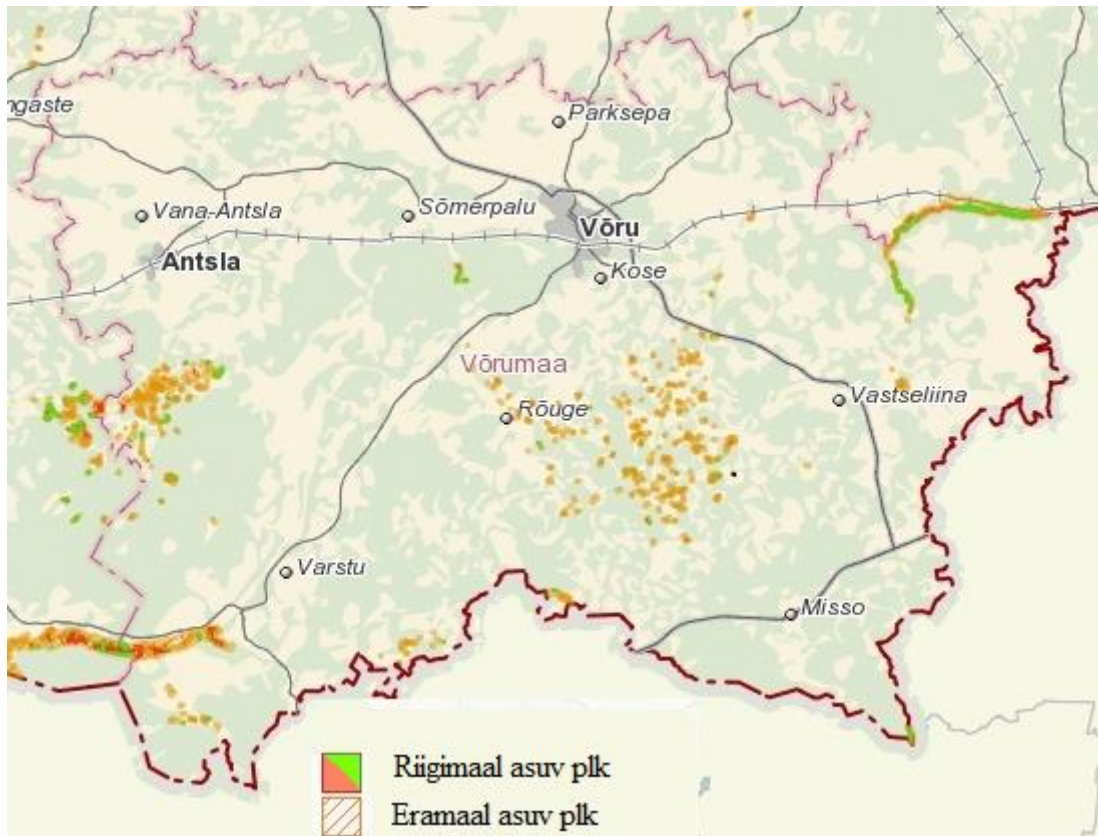 ngaste
Parksepa
Vana-Antsla
Sõmerpalu
Võru
Antsla
Kose
Võrumaa
Vastseliina
Rõuge
Varstu
Misso
Riigimaal asuv plk
Eramaal asuv plk